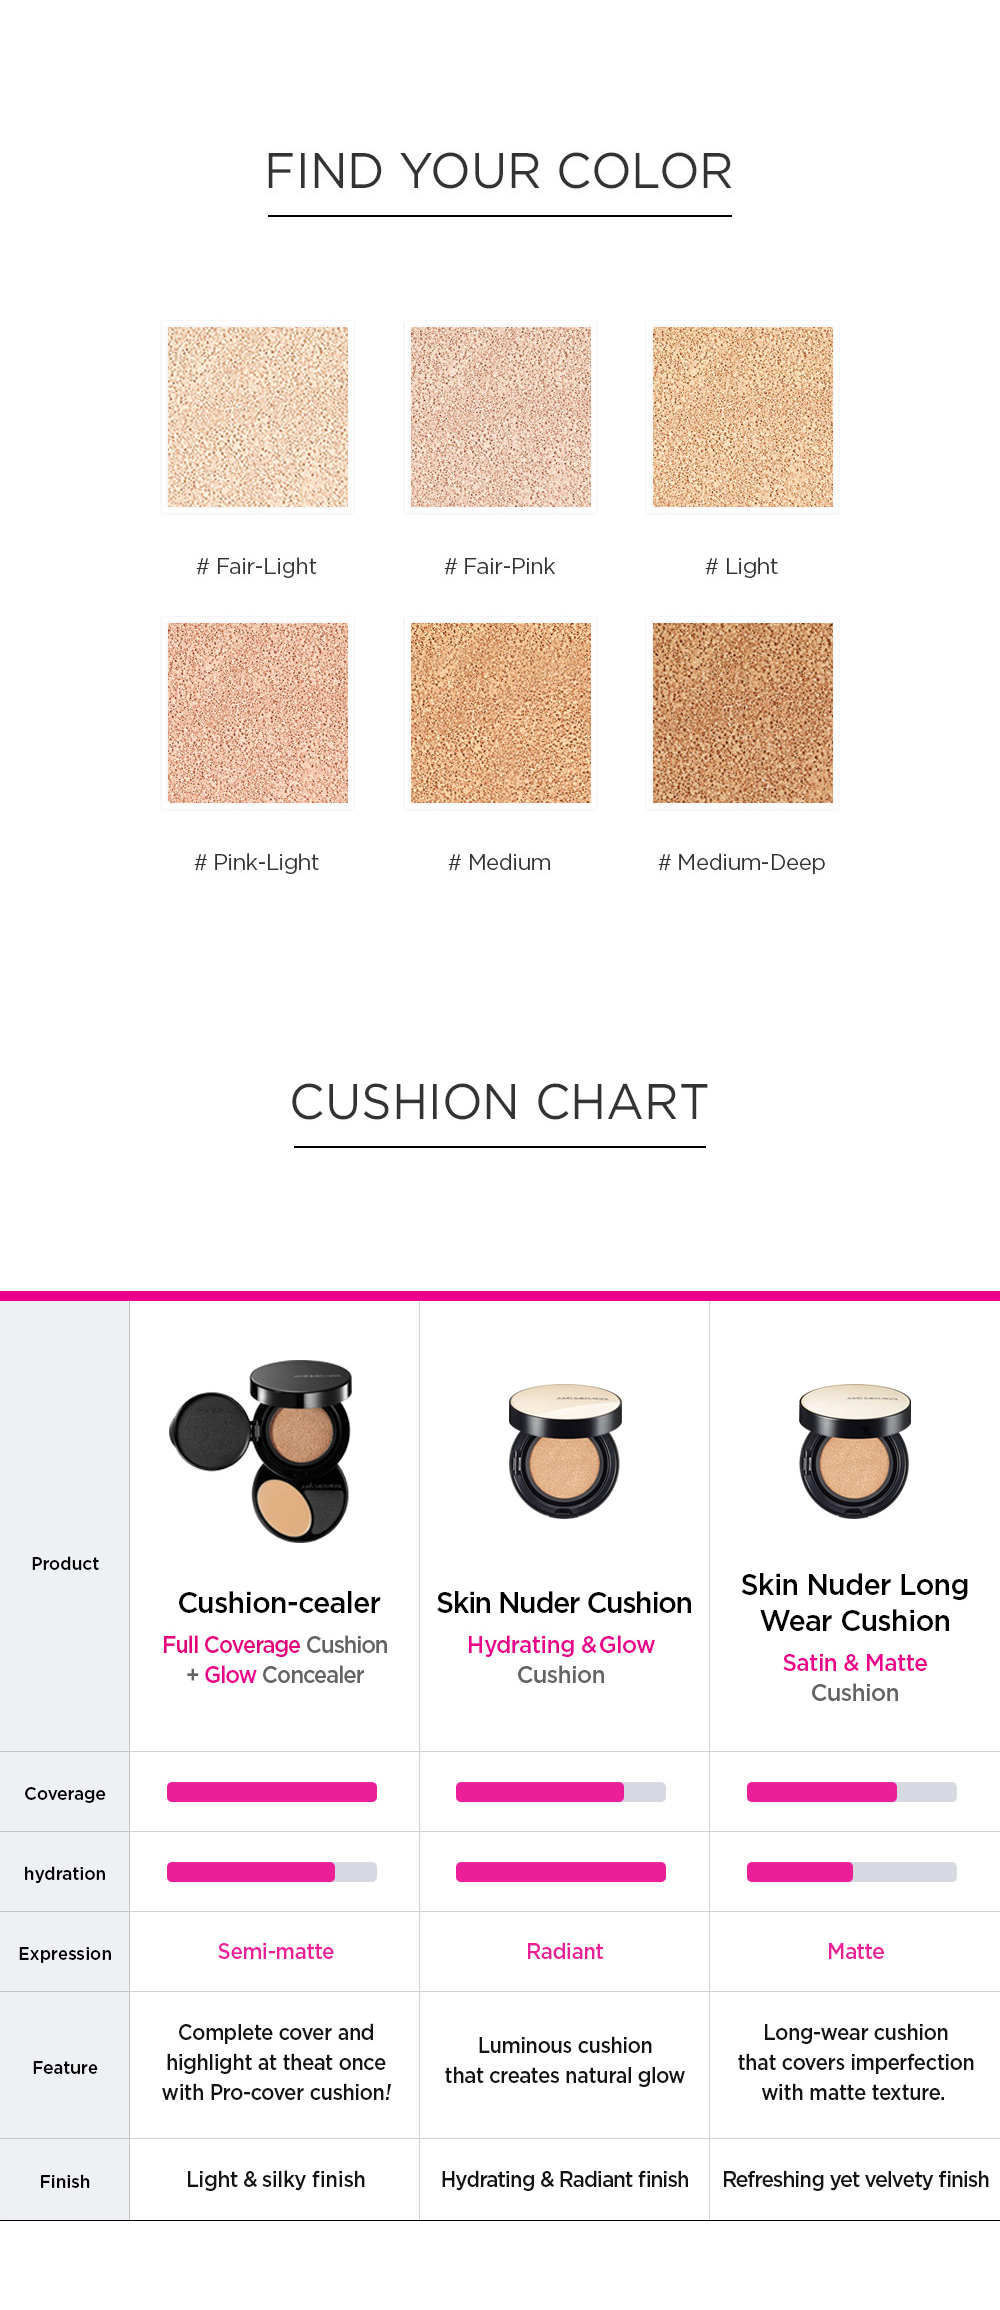 FIND YOUR COLOR
# Fair-Light
# Fair-Pink
# Light
# Pink-Light
# Medium
# Medium-Deep
CUSHION CHART
Product
Cushion-cealer
Full Coverage Cushion
+ Glow Concealer
Skin Nuder Cushion
Hydrating & Glow
Cushion
Skin Nuder Long
Wear Cushion
Satin & Matte
Cushion
Coverage
hydration
Expression
Semi-matte
Radiant
Matte
Feature
Complete cover and
highlight at theat once
with Pro-cover cushion!
Luminous cushion
that creates natural glow
Long-wear cushion
that covers imperfection
with matte texture.
Finish
Light & silky finish
Hydrating & Radiant finish
Refreshing yet velvety finish